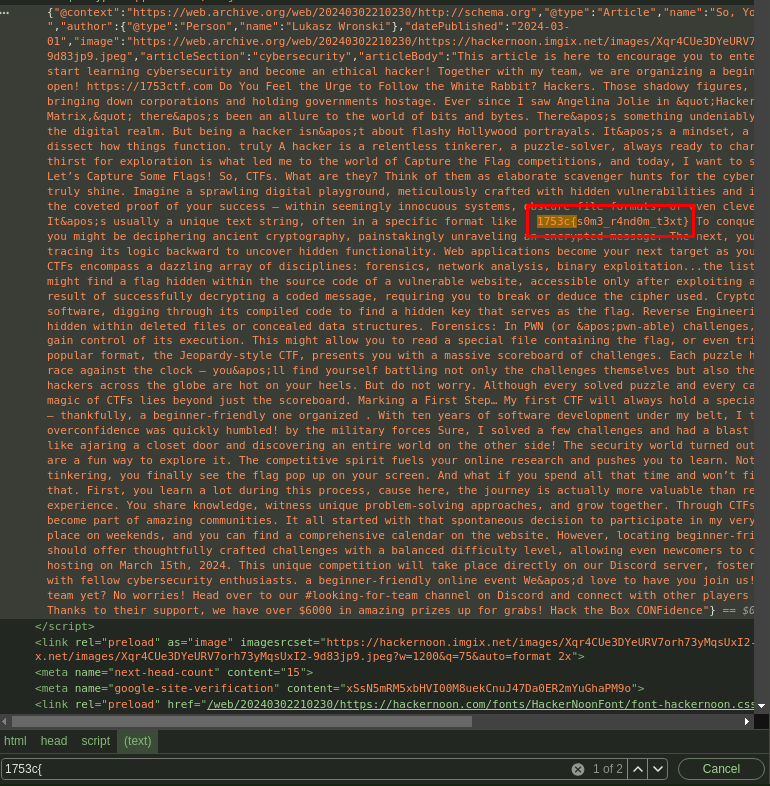 {"@context":"https://web.archive.org/web/20240302210230/http://schema.org","@type":"Article","name":"So, Yo
","author":{"@type":"Person","name":"Lukasz Wronski"},"datePublished":"2024-03-
01","image":"https://web.archive.org/web/20240302210230/https://hackernoon.imgix.net/images/Xqr4CUe3DYeURV7
9d83jp9.jpeg","articleSection":"cybersecurity","articleBody":"This article is here to encourage you to ente
start learning cybersecurity and become an ethical hacker! Together with my team, we are organizing a begin
open! https://1753ctf.com Do You Feel the Urge to Follow the White Rabbit? Hackers. Those shadowy figures,
bringing down corporations and holding governments hostage. Ever since I saw Angelina Jolie in &quot;Hacker
Matrix,&quot; there&apos;s been an allure to the world of bits and bytes. There&apos;s something undeniably
the digital realm. But being a hacker isn&apos;t about flashy Hollywood portrayals. It&apos;s a mindset, a
dissect how things function. truly A hacker is a relentless tinkerer, a puzzle-solver, always ready to char
thirst for exploration is what led me to the world of Capture the Flag competitions, and today, I want to s
Let’s Capture Some Flags! So, CTFs. What are they? Think of them as elaborate scavenger hunts for the cyber
truly shine. Imagine a sprawling digital playground, meticulously crafted with hidden vulnerabilities and i
the coveted proof of your success – within seemingly innocuous systems, obscure file formats, or even cleve
It&apos;s usually a unique text string, often in a specific format like 1753c{s0m3_r4nd0m_t3xt} To conque
you might be deciphering ancient cryptography, painstakingly unraveling an encrypted message. The next, you
tracing its logic backward to uncover hidden functionality. Web applications become your next target as you
CTFs encompass a dazzling array of disciplines: forensics, network analysis, binary exploitation...the list
might find a flag hidden within the source code of a vulnerable website, accessible only after exploiting a
result of successfully decrypting a coded message, requiring you to break or deduce the cipher used. Crypto
software, digging through its compiled code to find a hidden key that serves as the flag. Reverse Engineeri
hidden within deleted files or concealed data structures. Forensics: In PWN (or &apos;pwn-able) challenges,
gain control of its execution. This might allow you to read a special file containing the flag, or even tri
popular format, the Jeopardy-style CTF, presents you with a massive scoreboard of challenges. Each puzzle h
race against the clock – you&apos;ll find yourself battling not only the challenges themselves but also the
hackers across the globe are hot on your heels. But do not worry. Although every solved puzzle and every ca
magic of CTFs lies beyond just the scoreboard. Marking a First Step… My first CTF will always hold a specia
– thankfully, a beginner-friendly one organized . With ten years of software development under my belt, I t
overconfidence was quickly humbled! by the military forces Sure, I solved a few challenges and had a blast
like ajaring a closet door and discovering an entire world on the other side! The security world turned out
are a fun way to explore it. The competitive spirit fuels your online research and pushes you to learn. Not
tinkering, you finally see the flag pop up on your screen. And what if you spend all that time and won’t fi
that. First, you learn a lot during this process, cause here, the journey is actually more valuable than re
experience. You share knowledge, witness unique problem-solving approaches, and grow together. Through CTFs
become part of amazing communities. It all started with that spontaneous decision to participate in my very
place on weekends, and you can find a comprehensive calendar on the website. However, locating beginner-fri
should offer thoughtfully crafted challenges with a balanced difficulty level, allowing even newcomers to c
hosting on March 15th, 2024. This unique competition will take place directly on our Discord server, foster
with fellow cybersecurity enthusiasts. a beginner-friendly online event We&apos;d love to have you join us!
team yet? No worries! Head over to our #looking-for-team channel on Discord and connect with other players
Thanks to their support, we have over $6000 in amazing prizes up for grabs! Hack the Box CONFidence"} == $0
</script>
<link rel="preload" as="image" imagesrcset="https://hackernoon.imgix.net/images/Xqr4CUe3DYeURV7orh73yMqsUxI2-
x.net/images/Xqr4CUe3DYeURV7orh73yMqsUxI2-9d83jp9.jpeg?w=1200&q=75&auto=format 2x">
<meta name="next-head-count" content="15">
<meta name="google-site-verification" content="xSsN5mRM5xbHVI00M8uekCnuJ47Da0ER2mYuGhaPM9o">
<link rel="preload" href="/web/20240302210230/https://hackernoon.com/fonts/HackerNoonFont/font-hackernoon.css
html head script (text)
1753c{ 1 of 2 Cancel